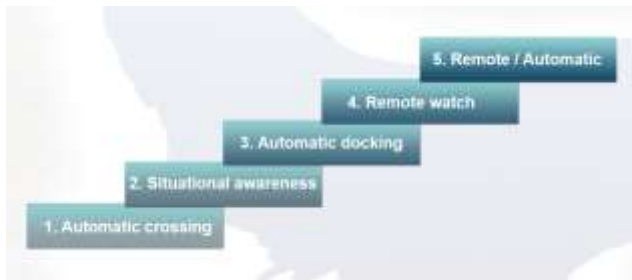 5. Remote / Automatic
4. Remote watch
3. Automatic docking
2. Situational awareness
1. Automatic crossing